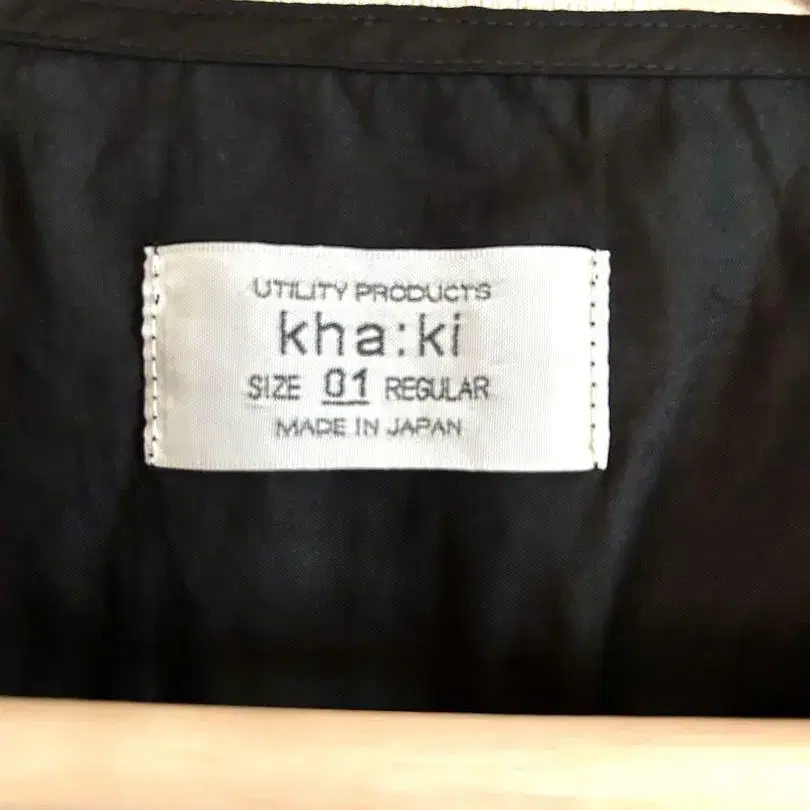 UTILITY PRODUCTS
kha:ki
SIZE 01 REGULAR
MADE IN JAPAN